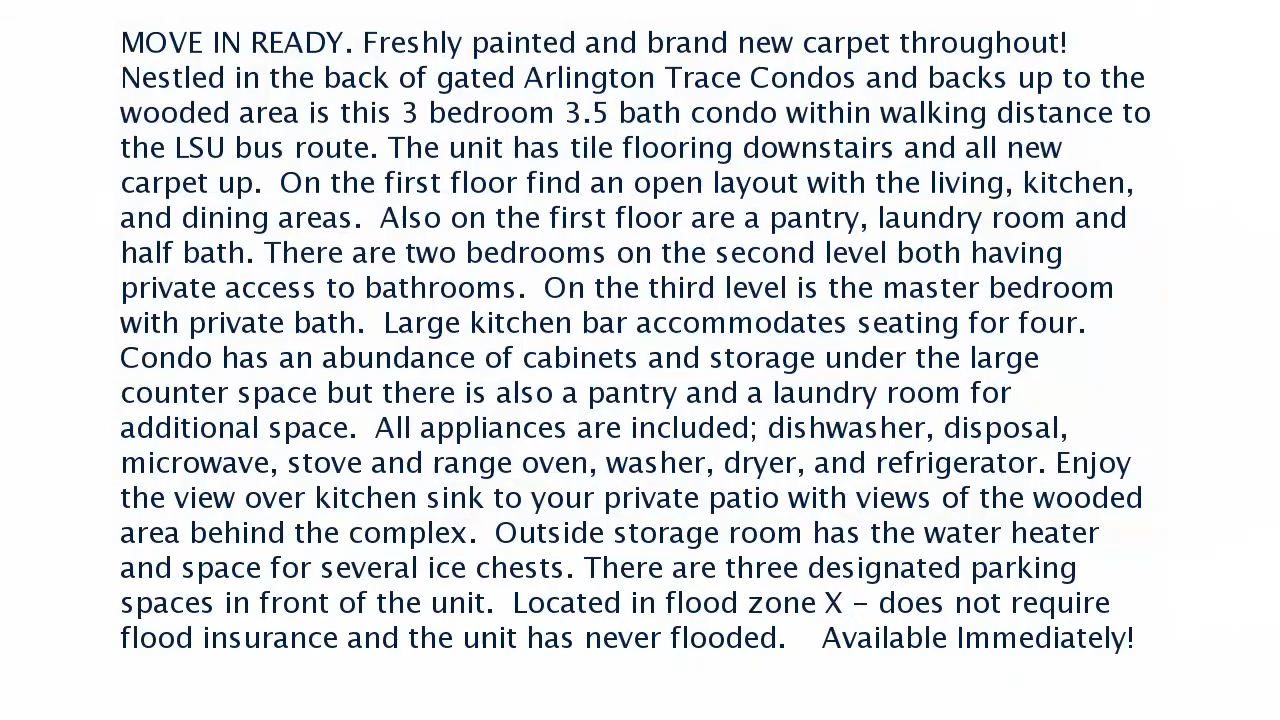 MOVE IN READY. Freshly painted and brand new carpet throughout!
Nestled in the back of gated Arlington Trace Condos and backs up to the
wooded area is this 3 bedroom 3.5 bath condo within walking distance to
the LSU bus route. The unit has tile flooring downstairs and all new
carpet up.  On the first floor find an open layout with the living, kitchen,
and dining areas.  Also on the first floor are a pantry, laundry room and
half bath. There are two bedrooms on the second level both having
private access to bathrooms.  On the third level is the master bedroom
with private bath.  Large kitchen bar accommodates seating for four.
Condo has an abundance of cabinets and storage under the large
counter space but there is also a pantry and a laundry room for
additional space.  All appliances are included; dishwasher, disposal,
microwave, stove and range oven, washer, dryer, and refrigerator. Enjoy
the view over kitchen sink to your private patio with views of the wooded
area behind the complex.  Outside storage room has the water heater
and space for several ice chests. There are three designated parking
spaces in front of the unit.  Located in flood zone X – does not require
flood insurance and the unit has never flooded.    Available Immediately!